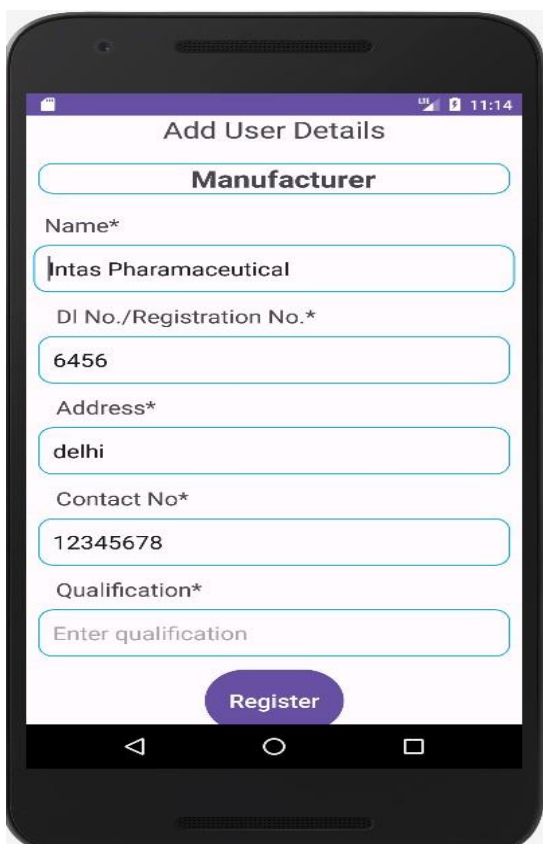 LTE 11:14
Add User Details
Manufacturer
Name*
Intas Pharamaceutical
Dl No./Registration No.*
6456
Address*
delhi
Contact No*
12345678
Qualification*
Enter qualification
Register